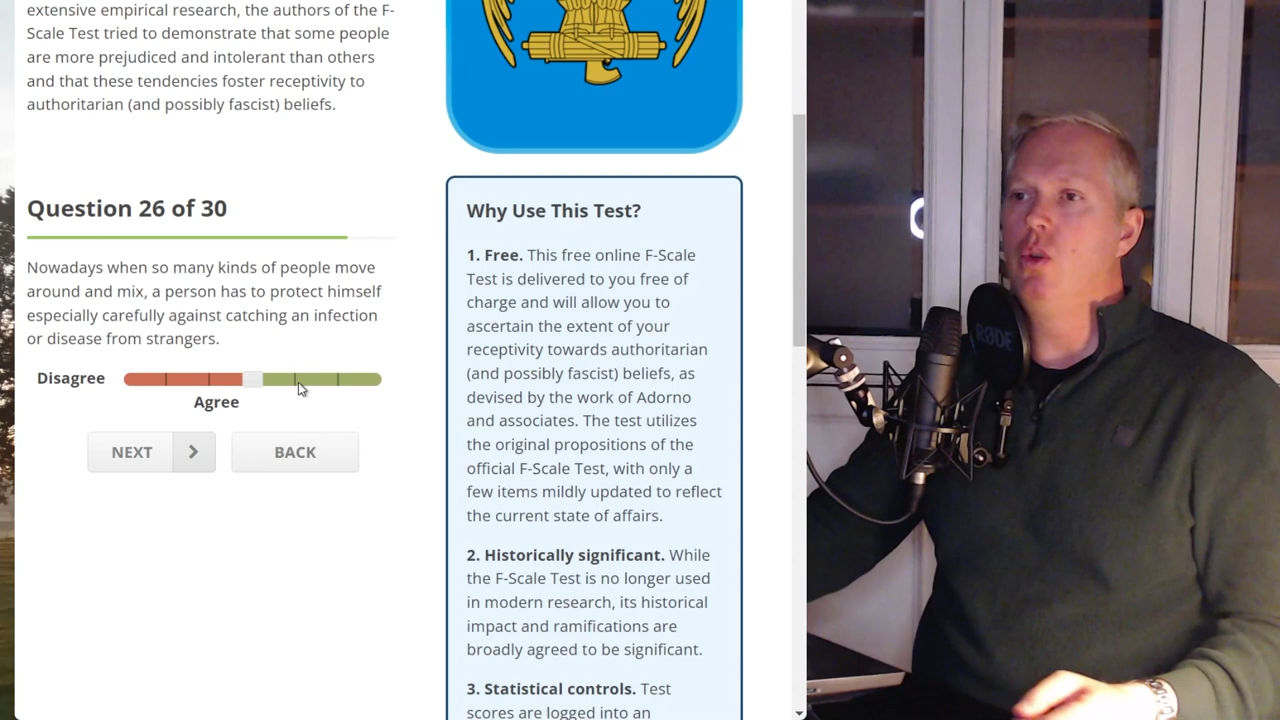 extensive empirical research, the authors of the F-
Scale Test tried to demonstrate that some people
are more prejudiced and intolerant than others
and that these tendencies foster receptivity to
authoritarian (and possibly fascist) beliefs.
Question 26 of 30
Nowadays when so many kinds of people move
around and mix, a person has to protect himself
especially carefully against catching an infection
or disease from strangers.
Disagree
Agree
NEXT
BACK
Why Use This Test?
1. Free. This free online F-Scale
Test is delivered to you free of
charge and will allow you to
ascertain the extent of your
receptivity towards authoritarian
(and possibly fascist) beliefs, as
devised by the work of Adorno
and associates. The test utilizes
the original propositions of the
official F-Scale Test, with only a
few items mildly updated to reflect
the current state of affairs.
2. Historically significant. While
the F-Scale Test is no longer used
in modern research, its historical
impact and ramifications are
broadly agreed to be significant.
3. Statistical controls. Test
scores are logged into an
RØDE